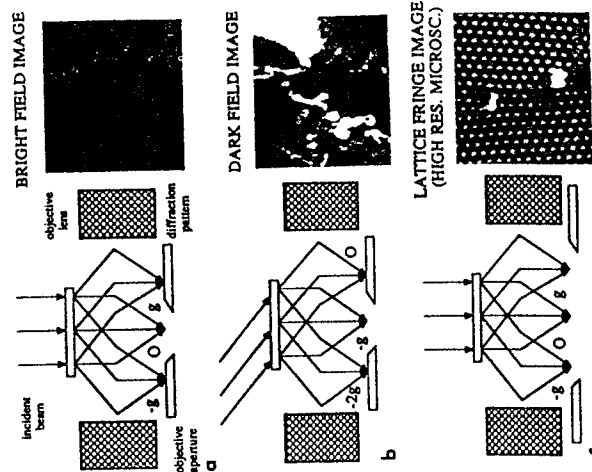 BRIGHT FIELD IMAGE
incident
beam
objective
lens
-g
O
g
objective
aperture
diffraction
pattern
a
DARK FIELD IMAGE
-2g
-g
O
b
LATTICE FRINGE IMAGE
(HIGH RES. MICROSC.)
-g
O
g